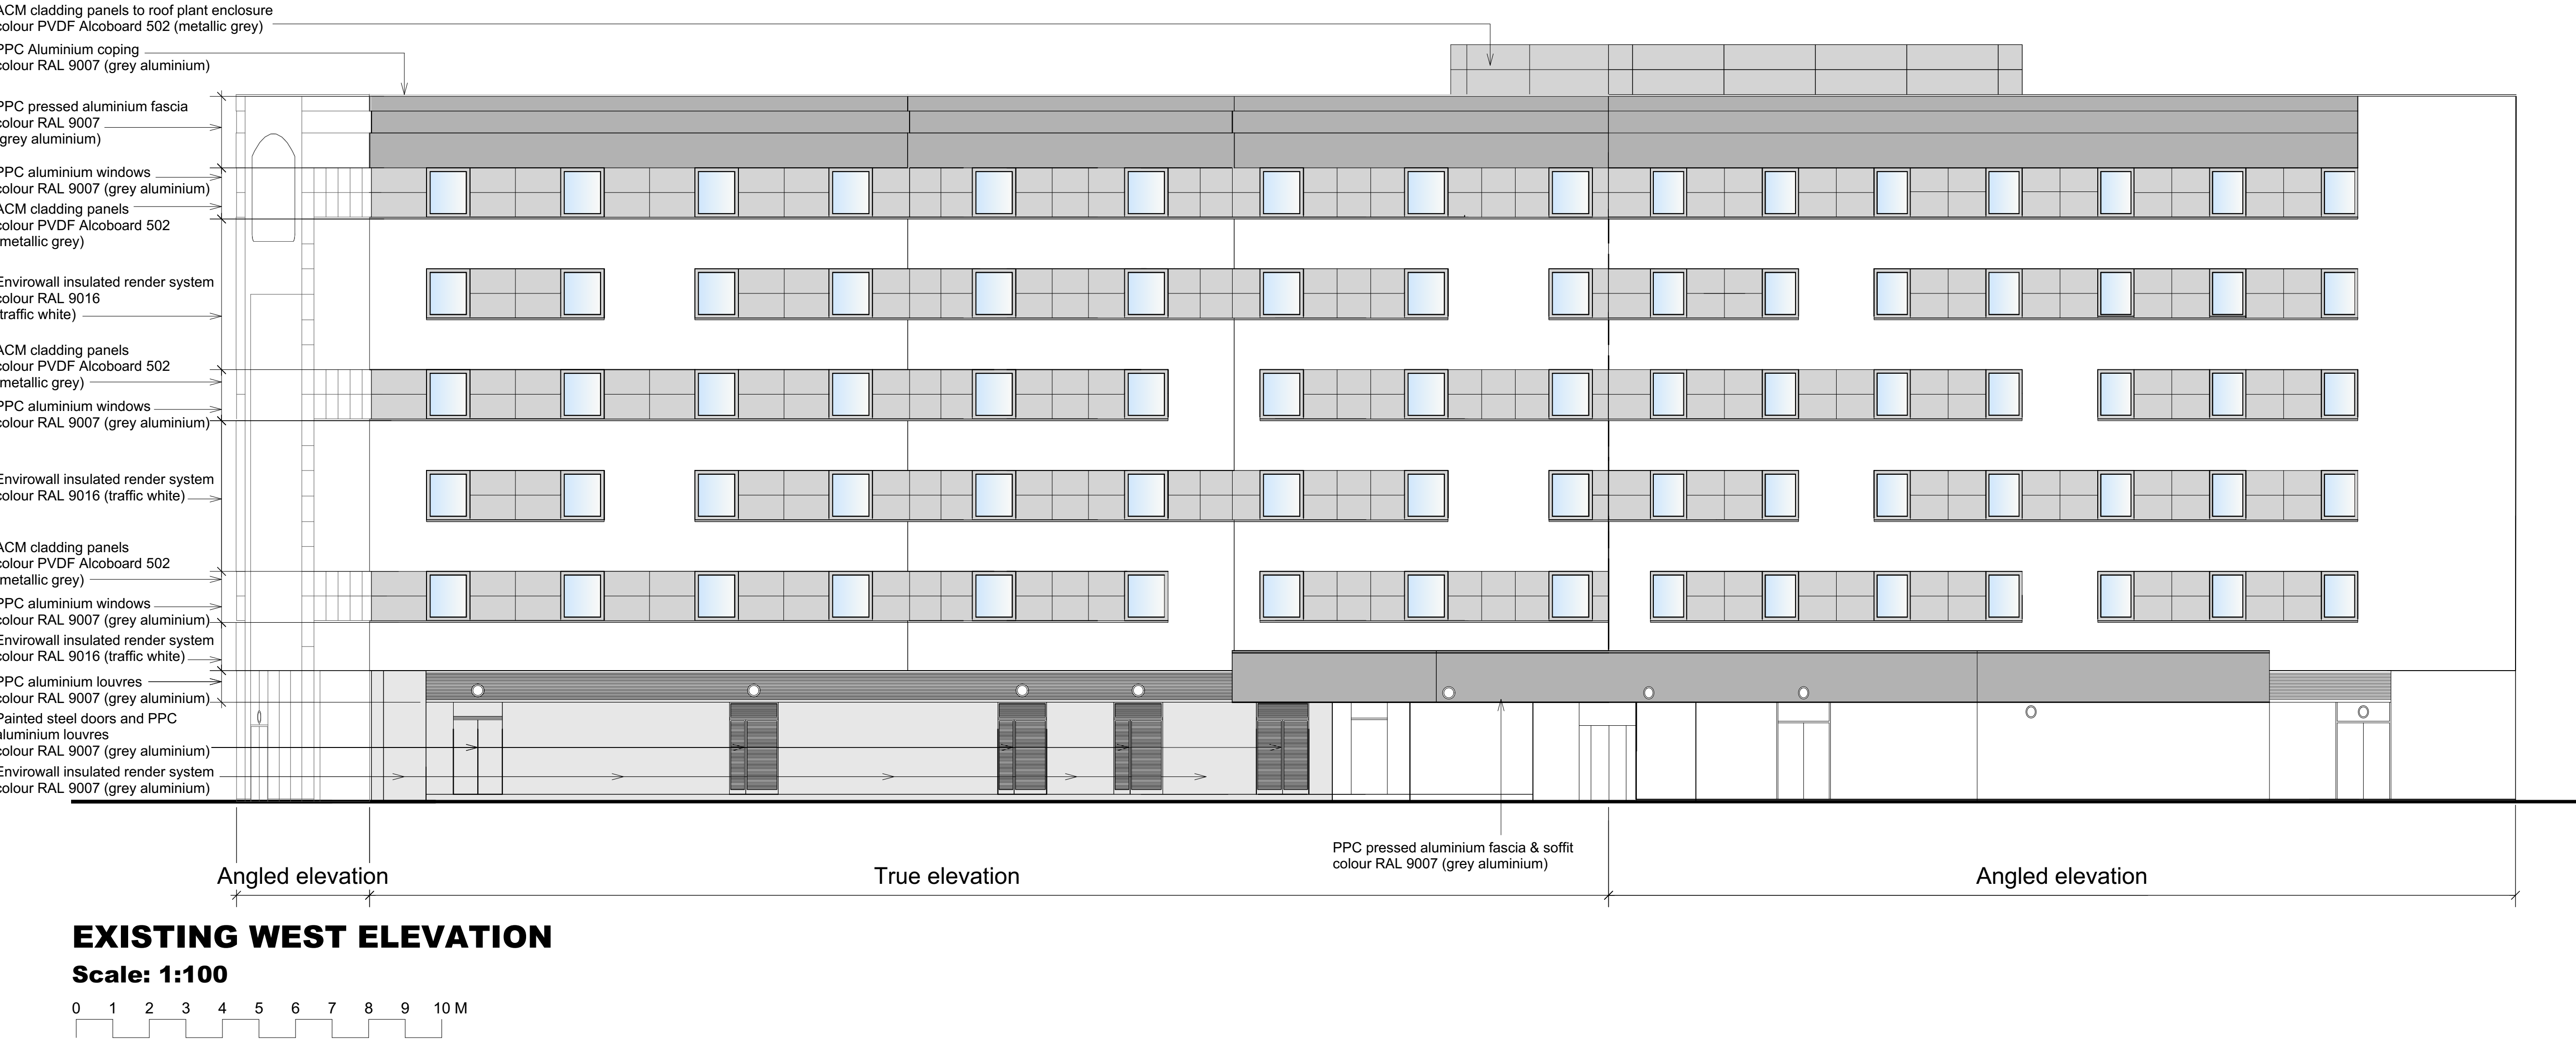 ACM cladding panels to roof plant enclosure
colour PVDF Alcoboard 502 (metallic grey)
PPC Aluminium coping
colour RAL 9007 (grey aluminium)
PPC pressed aluminium fascia
colour RAL 9007
(grey aluminium)
PPC aluminium windows
colour RAL 9007 (grey aluminium)
ACM cladding panels
colour PVDF Alcoboard 502
(metallic grey)
Envirowall insulated render system
colour RAL 9016
(traffic white)
ACM cladding panels
colour PVDF Alcoboard 502
(metallic grey)
PPC aluminium windows
colour RAL 9007 (grey aluminium)
Envirowall insulated render system
colour RAL 9016 (traffic white)
ACM cladding panels
colour PVDF Alcoboard 502
(metallic grey)
PPC aluminium windows
colour RAL 9007 (grey aluminium)
Envirowall insulated render system
colour RAL 9016 (traffic white)
PPC aluminium louvres
colour RAL 9007 (grey aluminium)
Painted steel doors and PPC
aluminium louvres
colour RAL 9007 (grey aluminium)
Envirowall insulated render system
colour RAL 9007 (grey aluminium)
PPC pressed aluminium fascia & soffit
colour RAL 9007 (grey aluminium)
Angled elevation
True elevation
Angled elevation
EXISTING WEST ELEVATION
Scale: 1:100
0 1 2 3 4 5 6 7 8 9 10 M